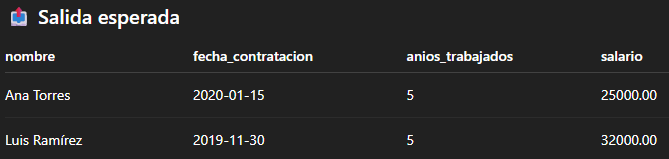 📤 Salida esperada
nombre fecha_contratacion anios_trabajados salario
Ana Torres 2020-01-15 5 25000.00
Luis Ramírez 2019-11-30 5 32000.00